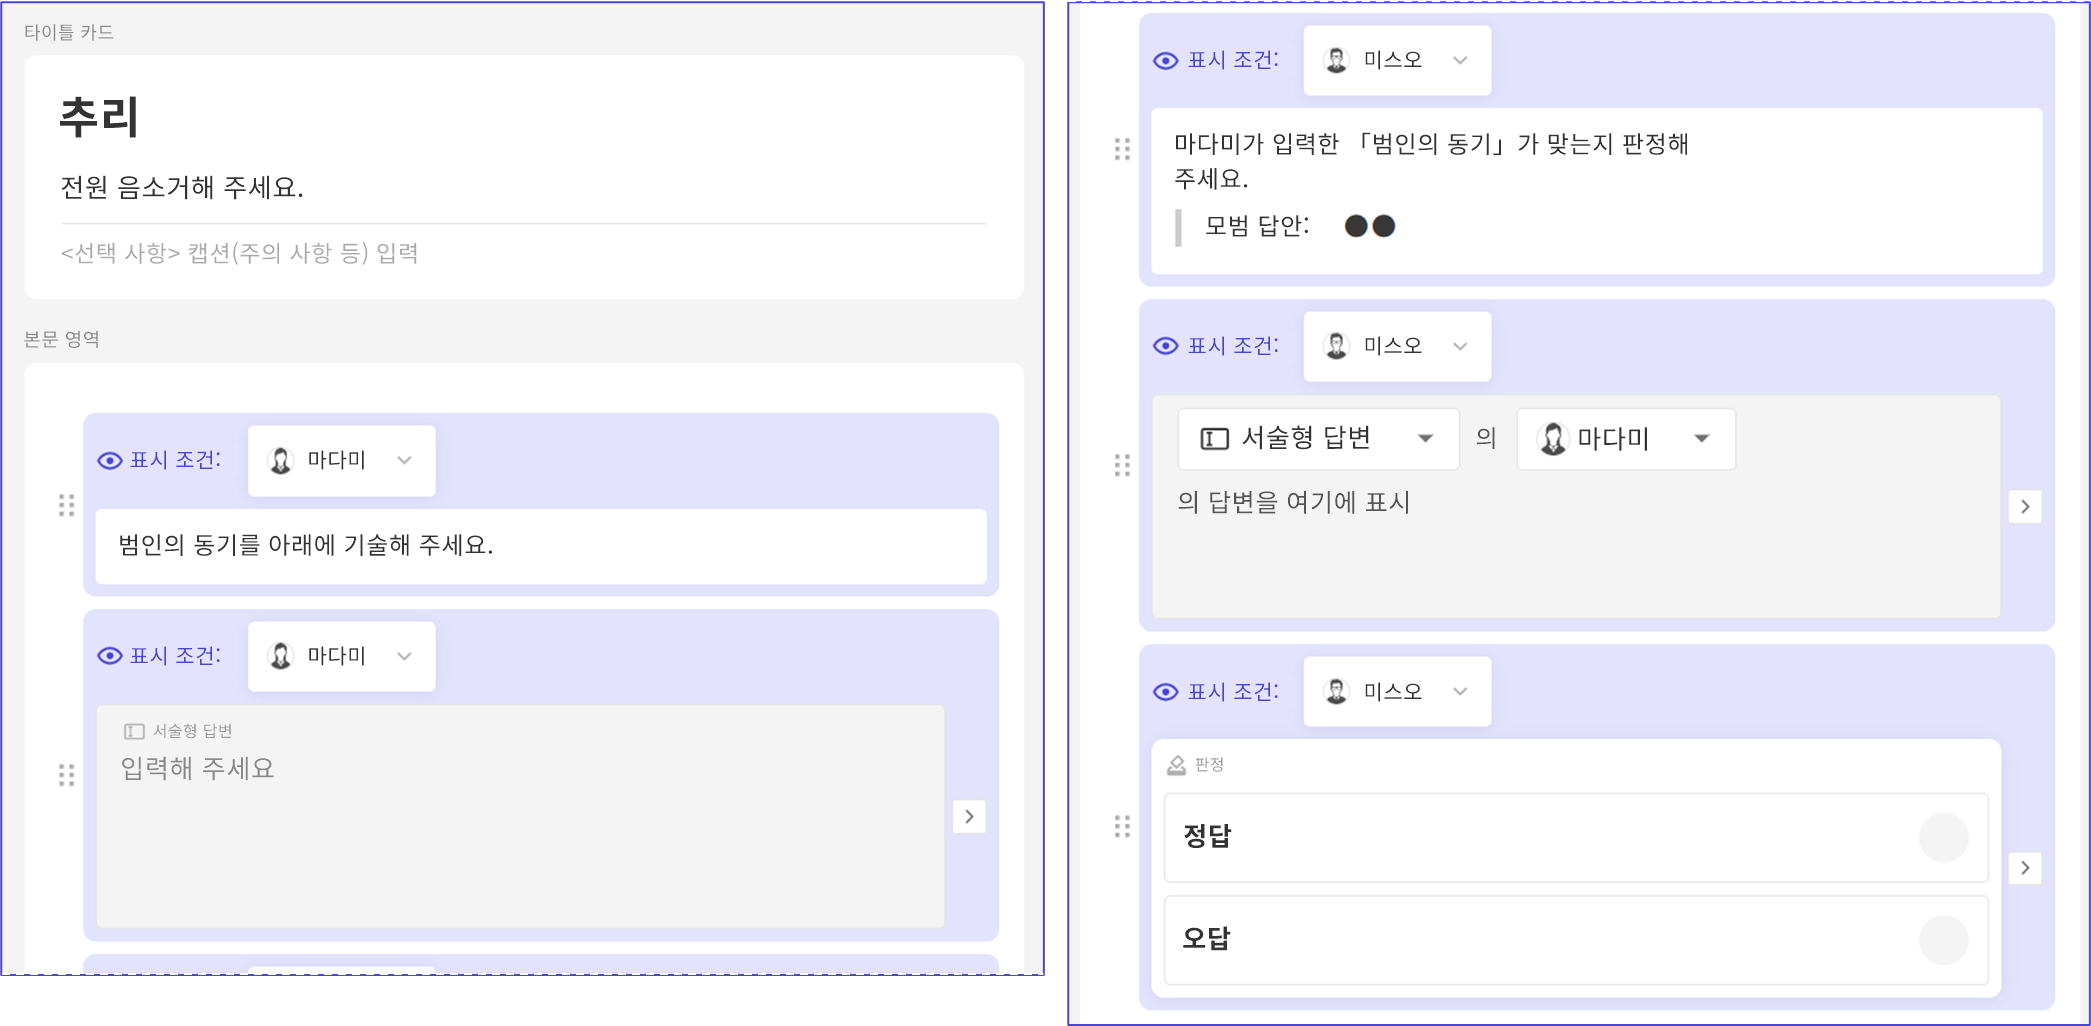 타이틀 카드
추리
전원 음소거해 주세요.
<선택 사항> 캡션(주의 사항 등) 입력
본문 영역
표시 조건: 마다미
범인의 동기를 아래에 기술해 주세요.
표시 조건: 마다미
서술형 답변
입력해 주세요
표시 조건: 미스오
마다미가 입력한 「범인의 동기」가 맞는지 판정해
주세요.
모범 답안: ●●
표시 조건: 미스오
서술형 답변 의 마다미
의 답변을 여기에 표시
표시 조건: 미스오
판정
정답
오답